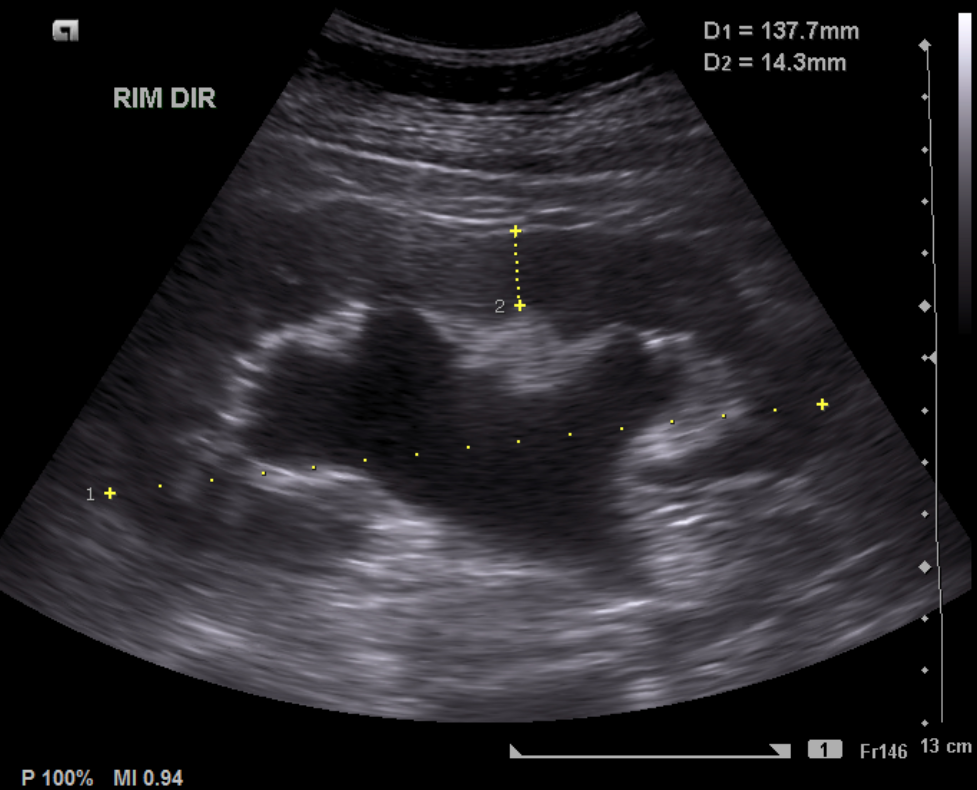 D1 = 137.7mm
D2 = 14.3mm
RIM DIR
2
1
1 Fr146 13 cm
P 100% MI 0.94